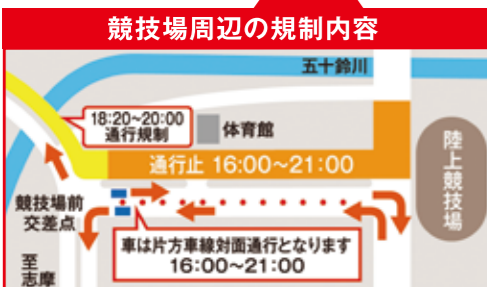 競技場周辺の規制内容
五十鈴川
18:20~20:00
通行規制
体育館
通行止 16:00~21:00
陸上競技場
競技場前
交差点
車は片方車線対面通行となります
16:00~21:00
至
志摩